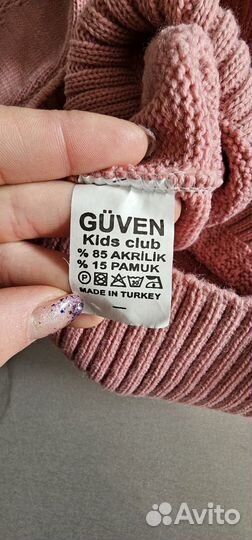 GÜVEN
Kids club
% 85 AKRİLİK
% 15 PAMUK
P
MADE IN TURKEY
Avito